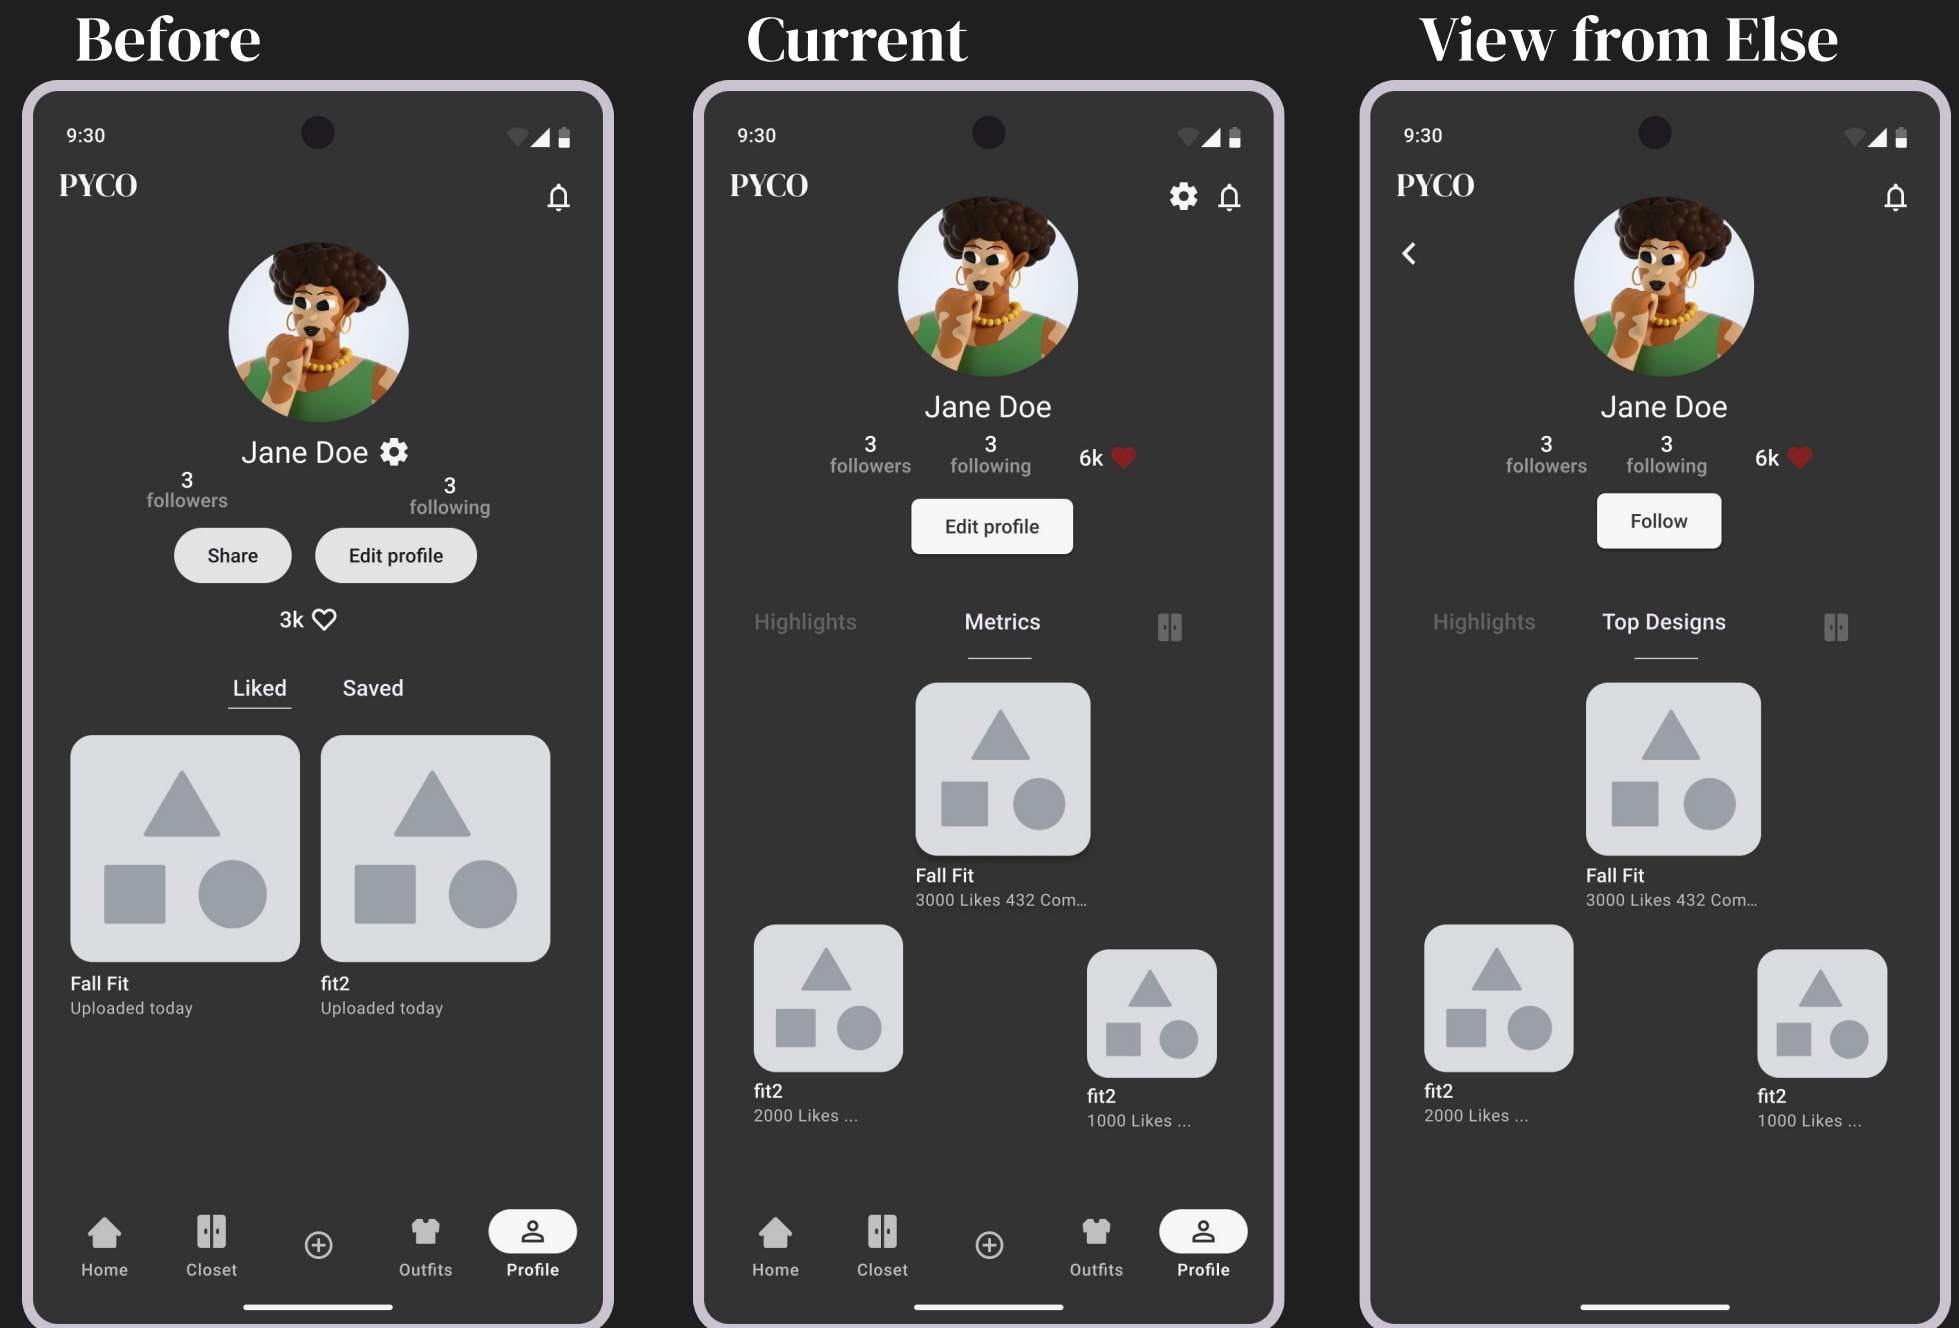 Before
9:30
PYCO
Jane Doe
3
followers
3
following
Share
Edit profile
3k
Liked
Saved
Fall Fit
Uploaded today
fit2
Uploaded today
Home
Closet
Outfits
Profile
Current
9:30
PYCO
Jane Doe
3
followers
3
following
6k
Edit profile
Highlights
Metrics
Fall Fit
3000 Likes 432 Com...
fit2
2000 Likes ...
fit2
1000 Likes ...
Home
Closet
Outfits
Profile
View from Else
9:30
PYCO
Jane Doe
3
followers
3
following
6k
Follow
Highlights
Top Designs
Fall Fit
3000 Likes 432 Com...
fit2
2000 Likes ...
fit2
1000 Likes ...